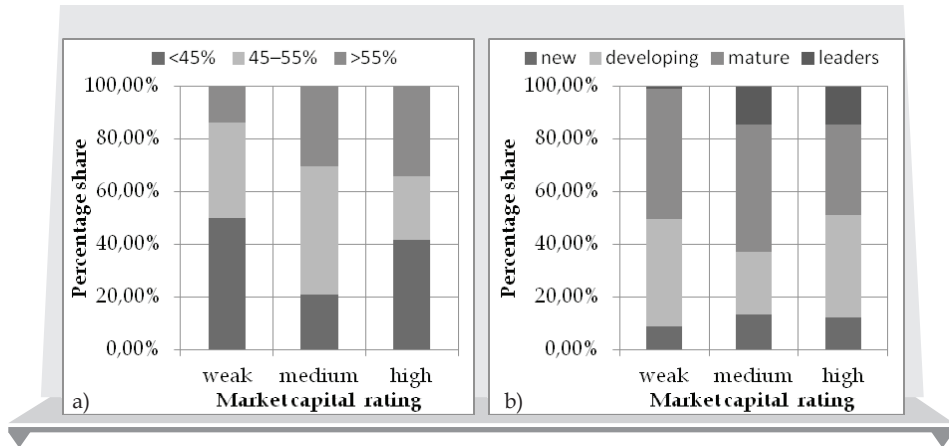 <45% 45–55% >55%
100,00%
80,00%
60,00%
40,00%
20,00%
0,00%
Percentage share
weak medium high
Market capital rating
a)
new developing mature leaders
100,00%
80,00%
60,00%
40,00%
20,00%
0,00%
Percentage share
weak medium high
Market capital rating
b)